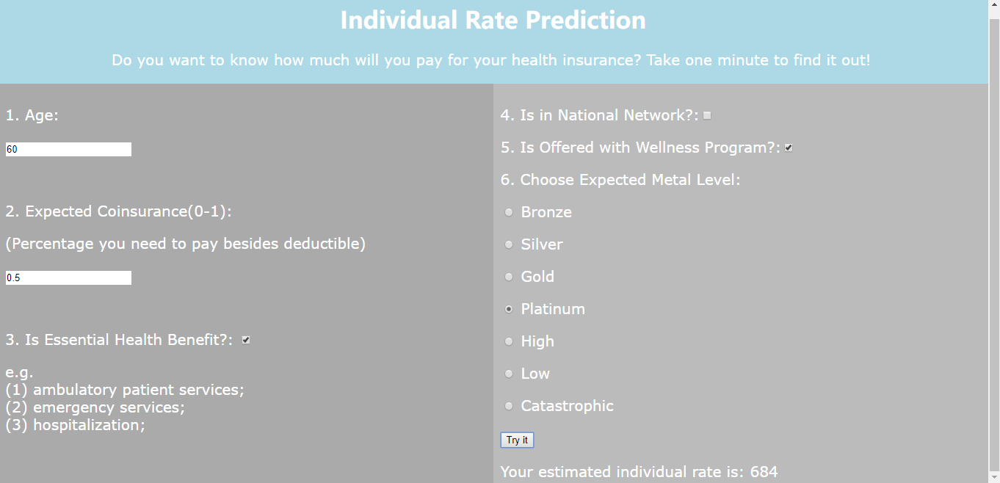 Individual Rate Prediction
Do you want to know how much will you pay for your health insurance? Take one minute to find it out!
1. Age:
60
2. Expected Coinsurance(0-1):
(Percentage you need to pay besides deductible)
0.5
3. Is Essential Health Benefit?:
e.g.
(1) ambulatory patient services;
(2) emergency services;
(3) hospitalization;
4. Is in National Network?:
5. Is Offered with Wellness Program?:
6. Choose Expected Metal Level:
Bronze
Silver
Gold
Platinum
High
Low
Catastrophic
Try it
Your estimated individual rate is: 684